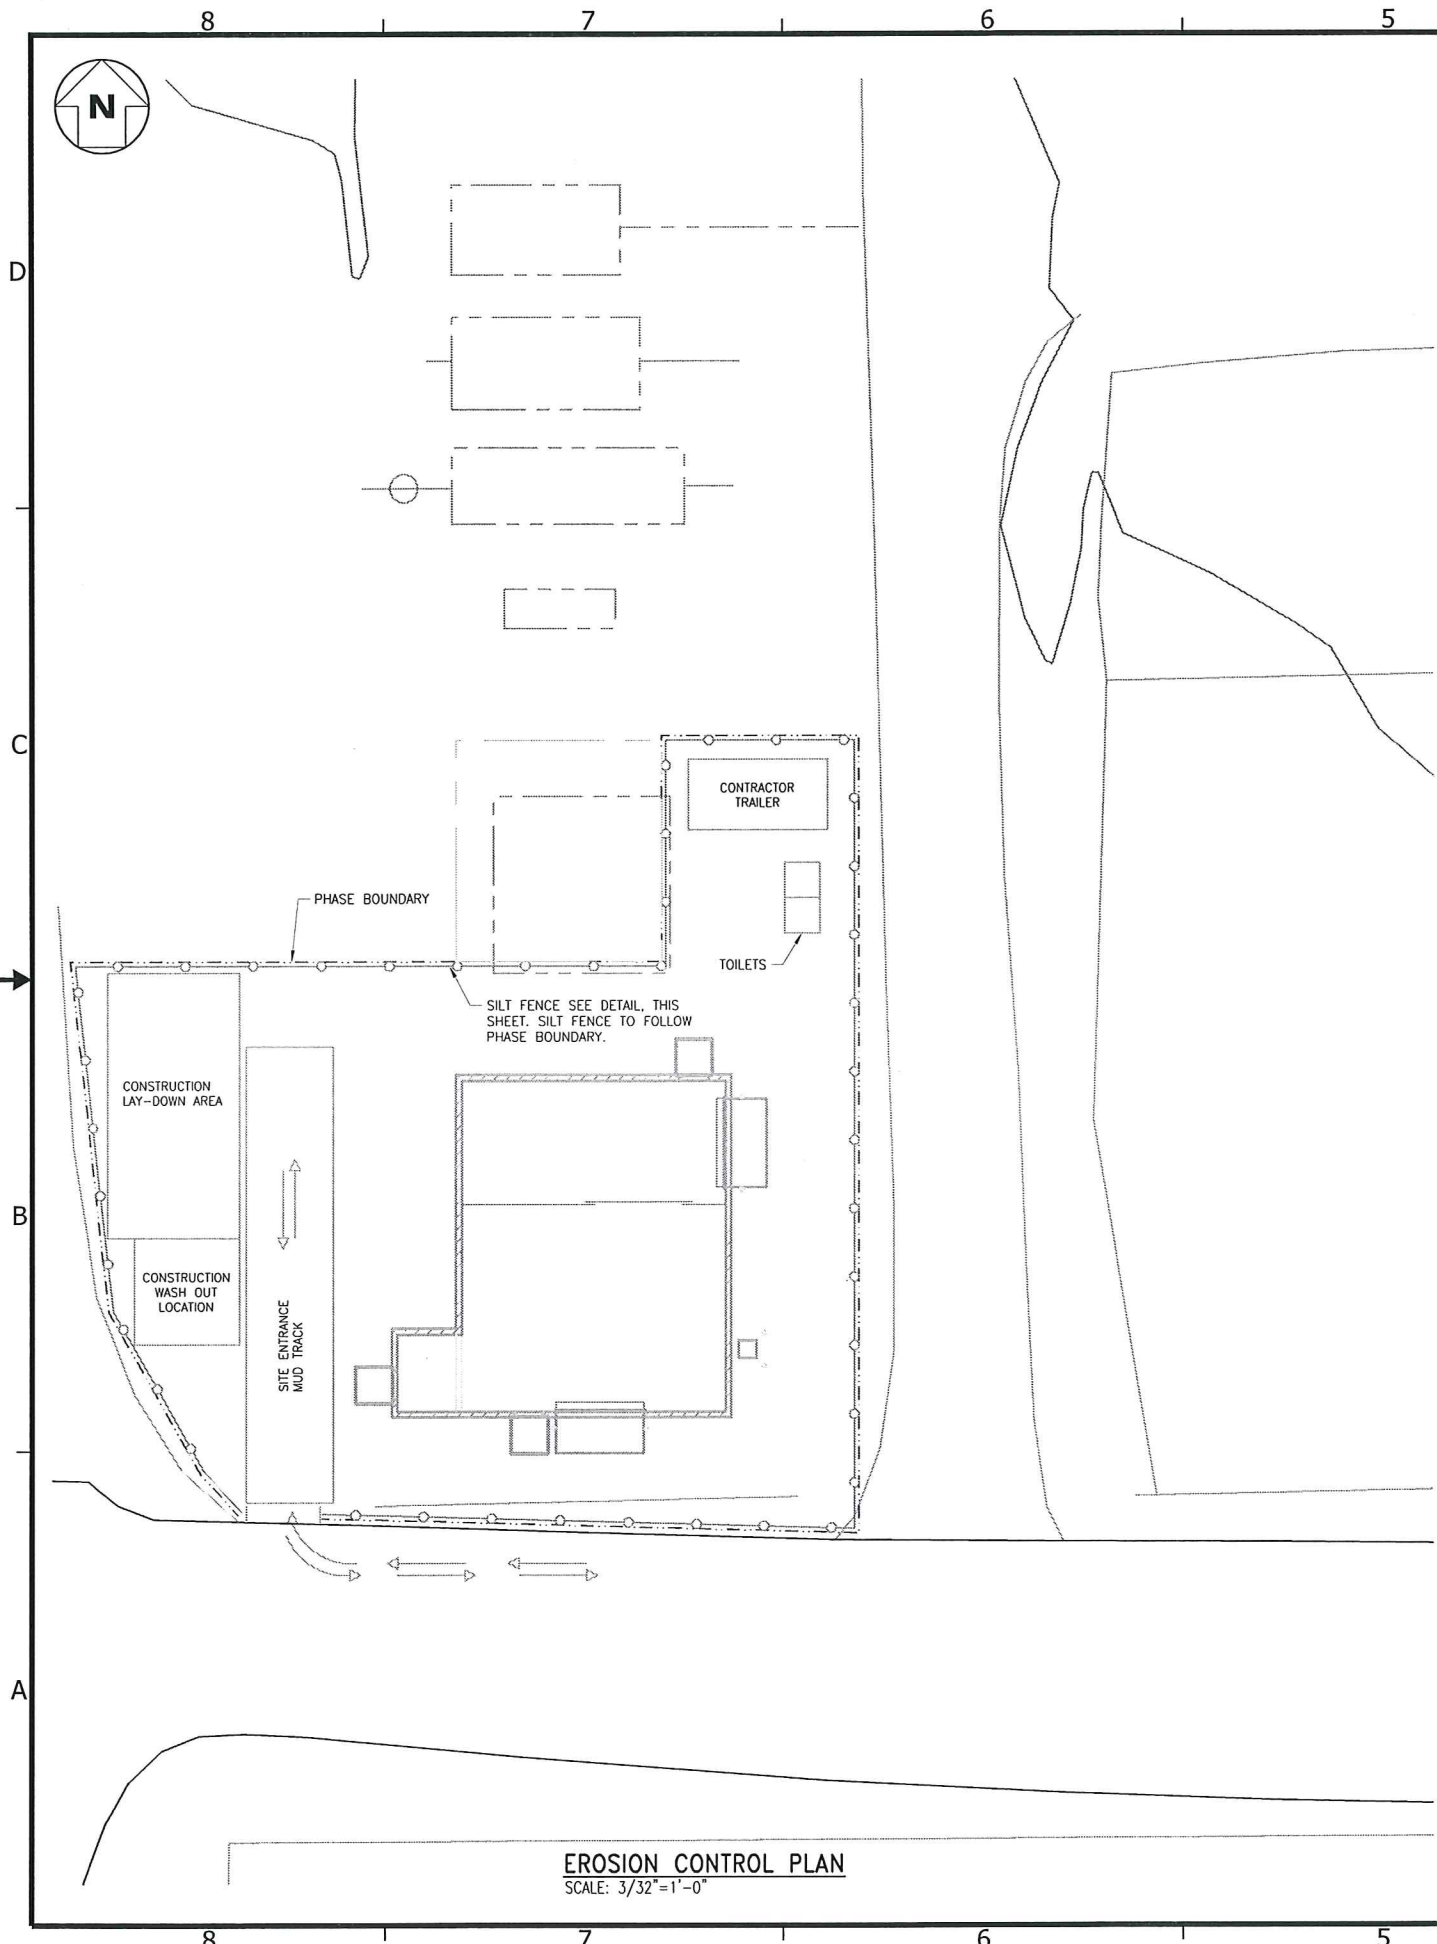 8 7 6 5
N
D
C
CONTRACTOR
TRAILER
PHASE BOUNDARY
TOILETS
SILT FENCE SEE DETAIL, THIS
SHEET. SILT FENCE TO FOLLOW
PHASE BOUNDARY.
CONSTRUCTION
LAY-DOWN AREA
B
CONSTRUCTION
WASH OUT
LOCATION
SITE ENTRANCE
MUD TRACK
A
EROSION CONTROL PLAN
SCALE: 3/32"=1'-0"
8 7 6 5